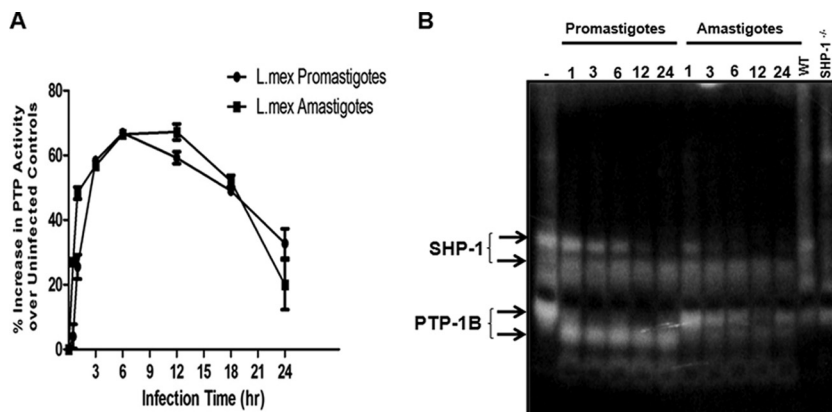 A
% Increase in PTP Activity
over Uninfected Controls
80
60
40
20
0
3 6 9 12 15 18 21 24
Infection Time (hr)
L.mex Promastigotes
L.mex Amastigotes
B
Promastigotes Amastigotes
- 1 3 6 12 24 1 3 6 12 24 WT SHP-1 -/-
SHP-1
PTP-1B